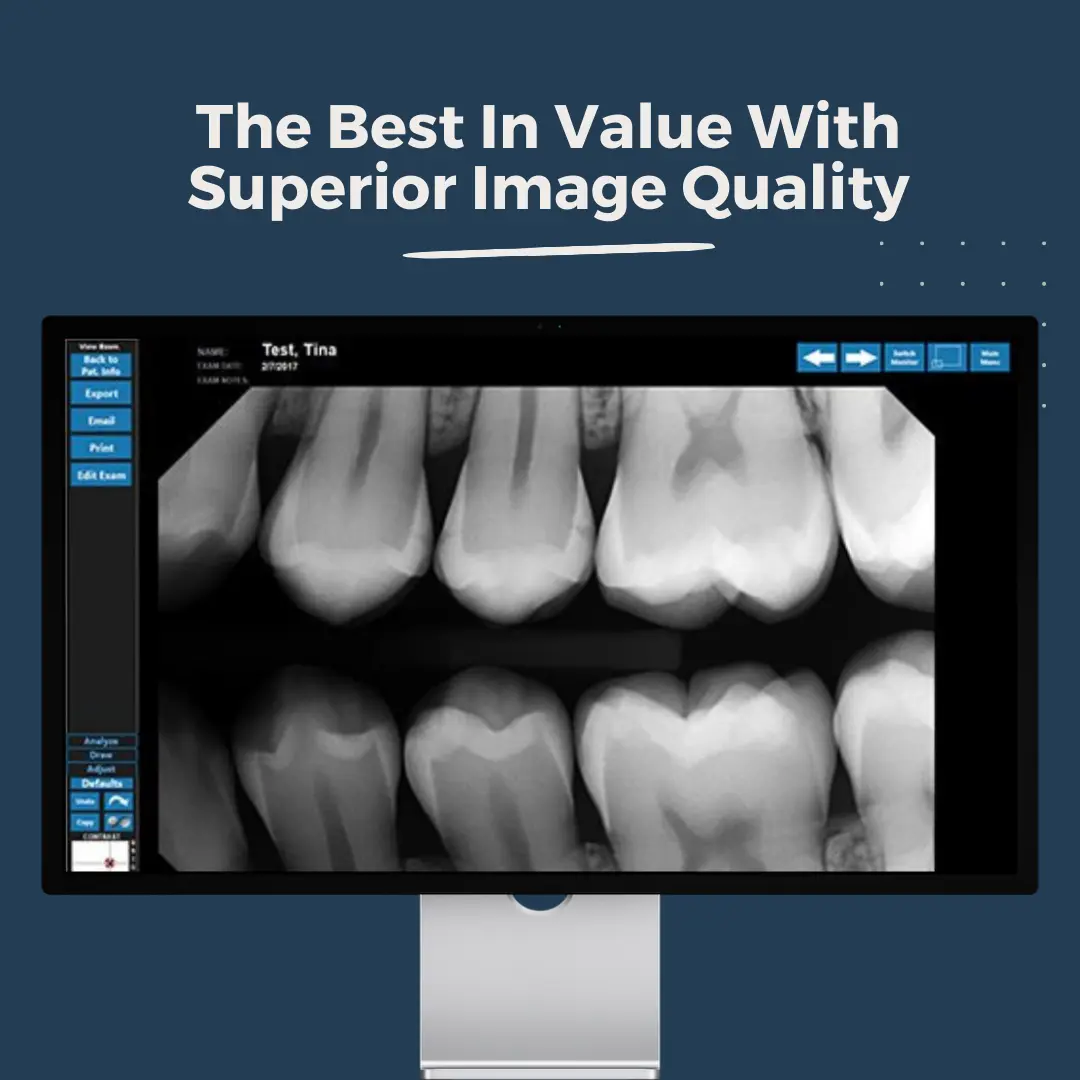 The Best In Value With
Superior Image Quality
View Exam
Back to
Pat. Info
Export
Email
Print
Edit Exam
NAME: Test, Tina
EXAM DATE: 2/7/2017
EXAM NOTES:
Switch
Monitor
Main
Menu
Analyze
Draw
Adjust
Defaults
Undo
Copy
CONTRAST